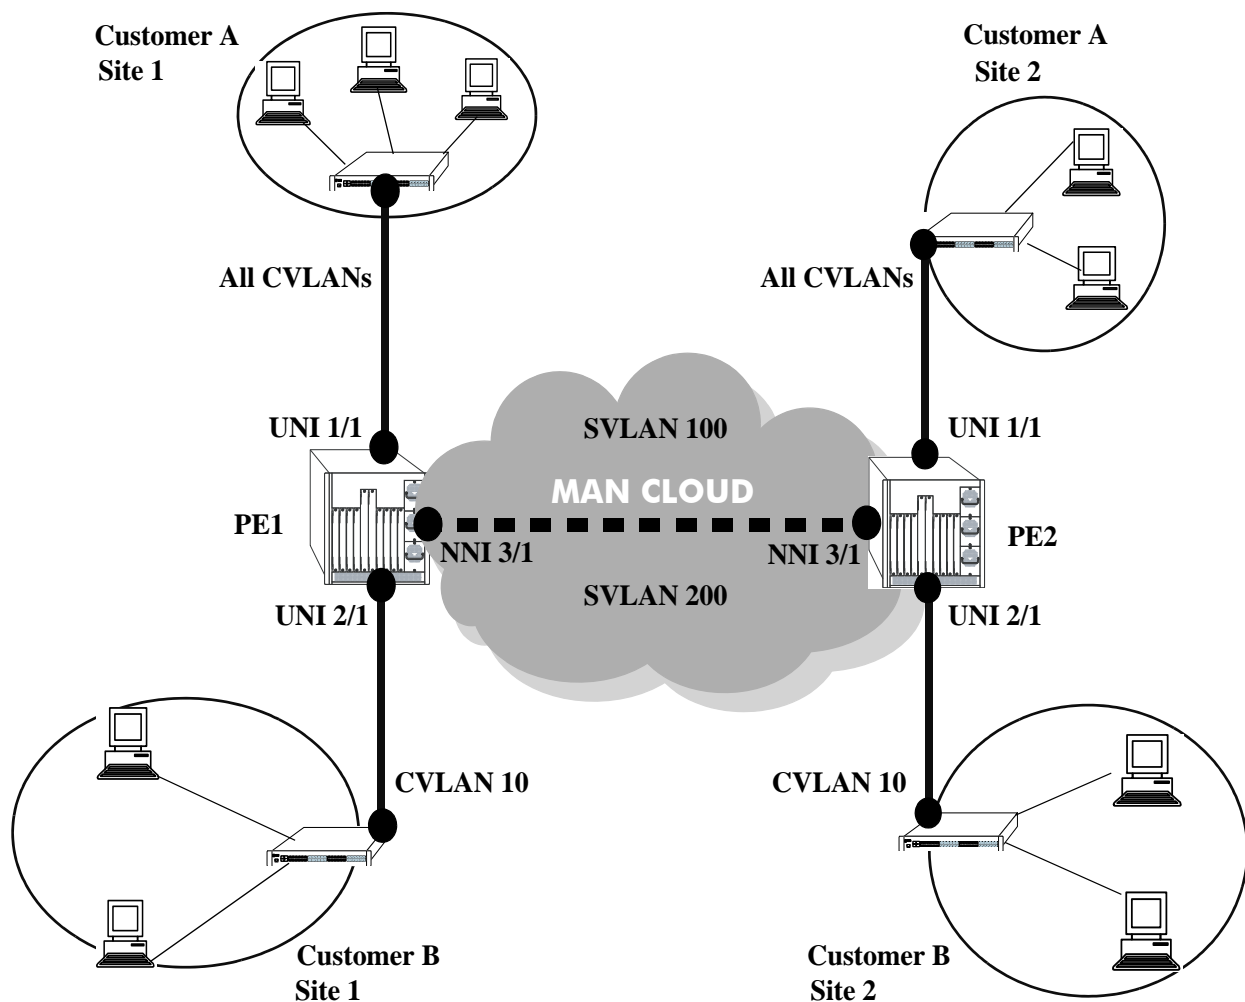 Customer A
Site 1
Customer A
Site 2
All CVLANs
All CVLANs
UNI 1/1
SVLAN 100
UNI 1/1
MAN CLOUD
PE1
NNI 3/1
NNI 3/1
PE2
UNI 2/1
SVLAN 200
UNI 2/1
CVLAN 10
CVLAN 10
Customer B
Site 1
Customer B
Site 2